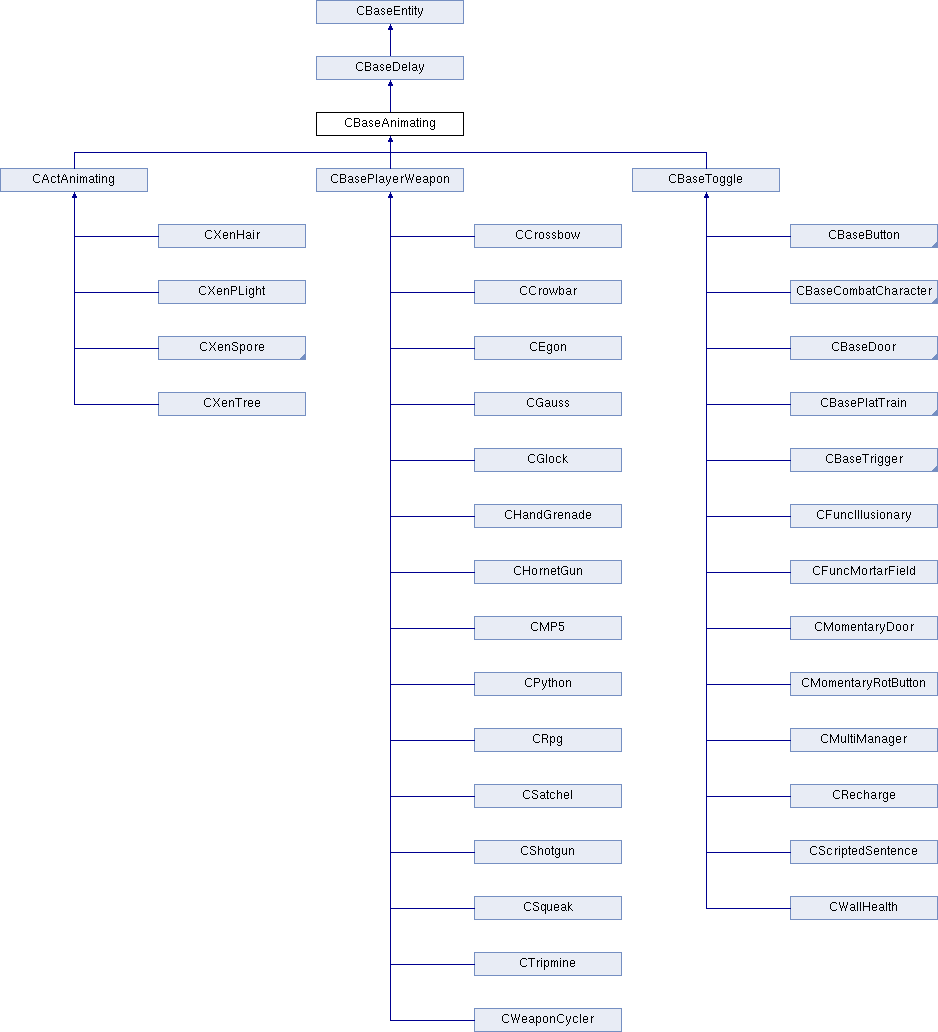 CBaseEntity
CBaseDelay
CBaseAnimating
CActAnimating
CBasePlayerWeapon
CBaseToggle
CXenHair
CCrossbow
CBaseButton
CXenPLight
CCrowbar
CBaseCombatCharacter
CXenSpore
CEgon
CBaseDoor
CXenTree
CGauss
CBasePlatTrain
CGlock
CBaseTrigger
CHandGrenade
CFuncIllusionary
CHornetGun
CFuncMortarField
CMP5
CMomentaryDoor
CPython
CMomentaryRotButton
CRpg
CMultiManager
CSatchel
CRecharge
CShotgun
CScriptedSentence
CSqueak
CWallHealth
CTripmine
CWeaponCycler